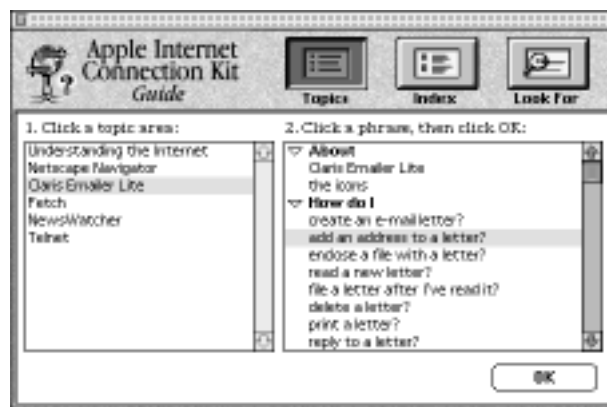 Apple Internet
Connection Kit
Guide
Topics
Index
Look For
1. Click a topic area:
2. Click a phrase, then click OK:
Understanding the Internet
Netscape Navigator
Claris Emailer Lite
Fetch
NewsWatcher
Telnet
About
Claris Emailer Lite
the icons
How do I
create an e-mail letter?
add an address to a letter?
enclose a file with a letter?
read a new letter?
file a letter after I've read it?
delete a letter?
print a letter?
reply to a letter?
OK